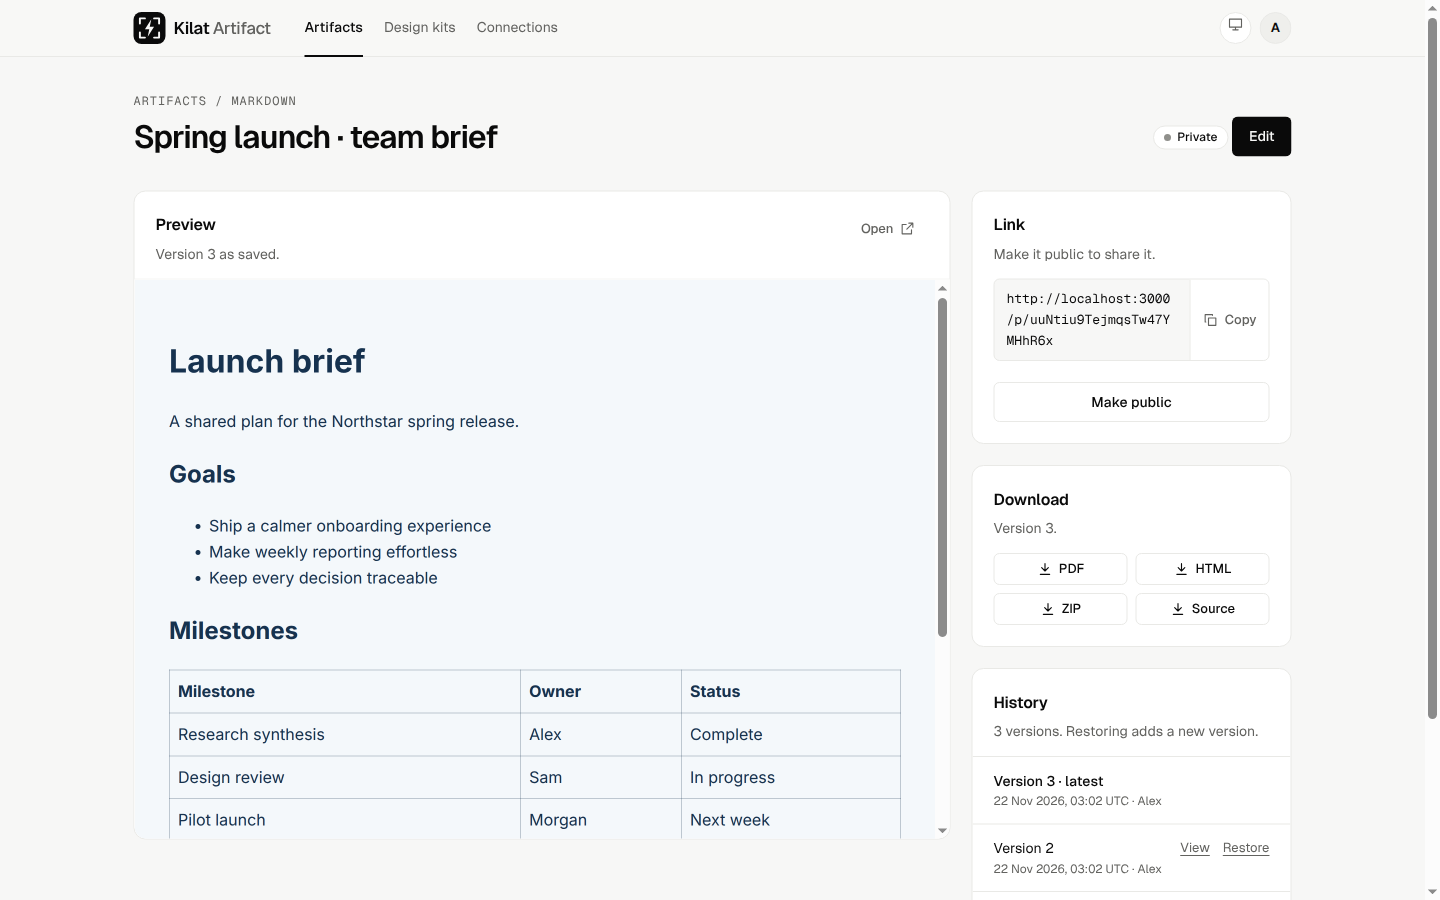 Kilat Artifact
Artifacts
Design kits
Connections
A
ARTIFACTS / MARKDOWN
Spring launch · team brief
Private
Edit
Preview
Open
Version 3 as saved.
Launch brief
A shared plan for the Northstar spring release.
Goals
• Ship a calmer onboarding experience
• Make weekly reporting effortless
• Keep every decision traceable
Milestones
Milestone Owner Status
Research synthesis Alex Complete
Design review Sam In progress
Pilot launch Morgan Next week
Link
Make it public to share it.
http://localhost:3000
/p/uuNtiu9TejmqsTw47Y
MHhR6x
Copy
Make public
Download
Version 3.
PDF
HTML
ZIP
Source
History
3 versions. Restoring adds a new version.
Version 3 · latest
22 Nov 2026, 03:02 UTC · Alex
Version 2
View
Restore
22 Nov 2026, 03:02 UTC · Alex